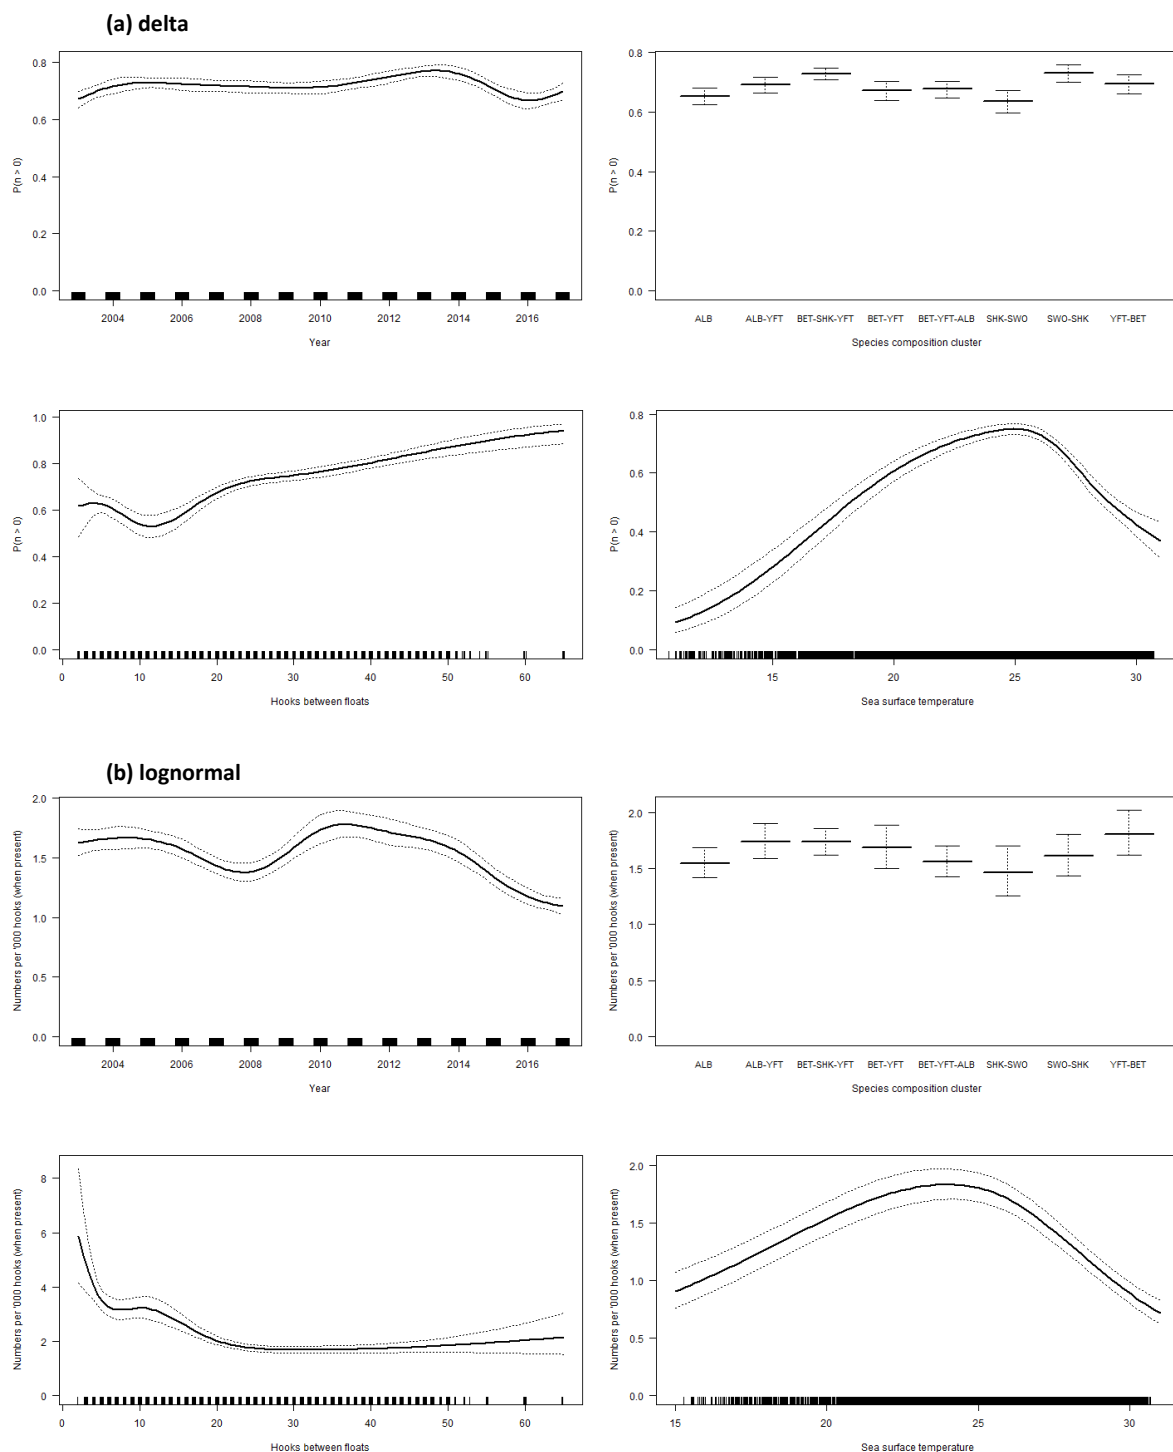 (a) delta
0.8
0.6
0.4
0.2
0.0
P(n > 0)
2004 2006 2008 2010 2012 2014 2016
Year
0.8
0.6
0.4
0.2
0.0
P(n > 0)
ALB ALB-YFT BET-SHK-YFT BET-YFT BET-YFT-ALB SHK-SWO SWO-SHK YFT-BET
Species composition cluster
1.0
0.8
0.6
0.4
0.2
0.0
P(n > 0)
0 10 20 30 40 50 60
Hooks between floats
0.8
0.6
0.4
0.2
0.0
P(n > 0)
15 20 25 30
Sea surface temperature
(b) lognormal
2.0
1.5
1.0
0.5
0.0
Numbers per '000 hooks (when present)
2004 2006 2008 2010 2012 2014 2016
Year
2.0
1.5
1.0
0.5
0.0
Numbers per '000 hooks (when present)
ALB ALB-YFT BET-SHK-YFT BET-YFT BET-YFT-ALB SHK-SWO SWO-SHK YFT-BET
Species composition cluster
8
6
4
2
0
Numbers per '000 hooks (when present)
0 10 20 30 40 50 60
Hooks between floats
2.0
1.5
1.0
0.5
0.0
Numbers per '000 hooks (when present)
15 20 25 30
Sea surface temperature